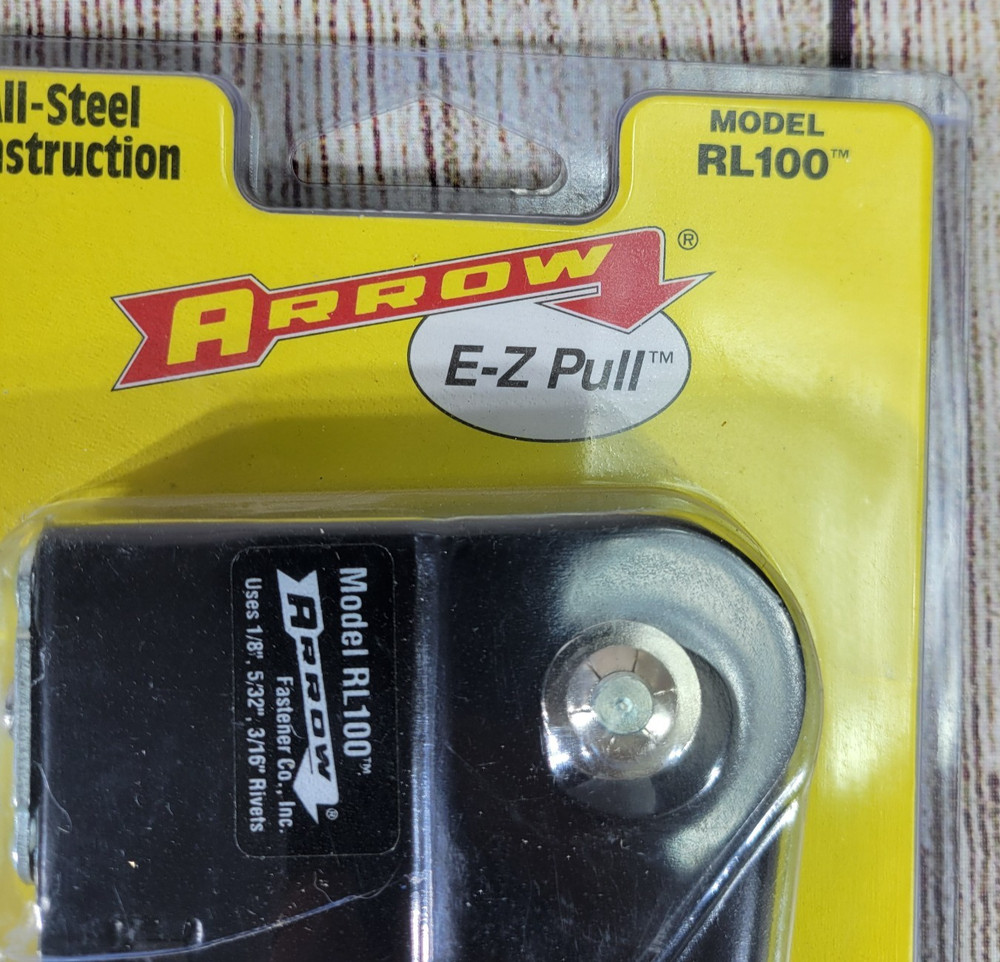 ll-Steel
nstruction
MODEL
RL100™
ARROW®
E-Z Pull™
Model RL100™
ARROW®
Fastener Co., Inc.
Uses 1/8", 5/32", 3/16" Rivets